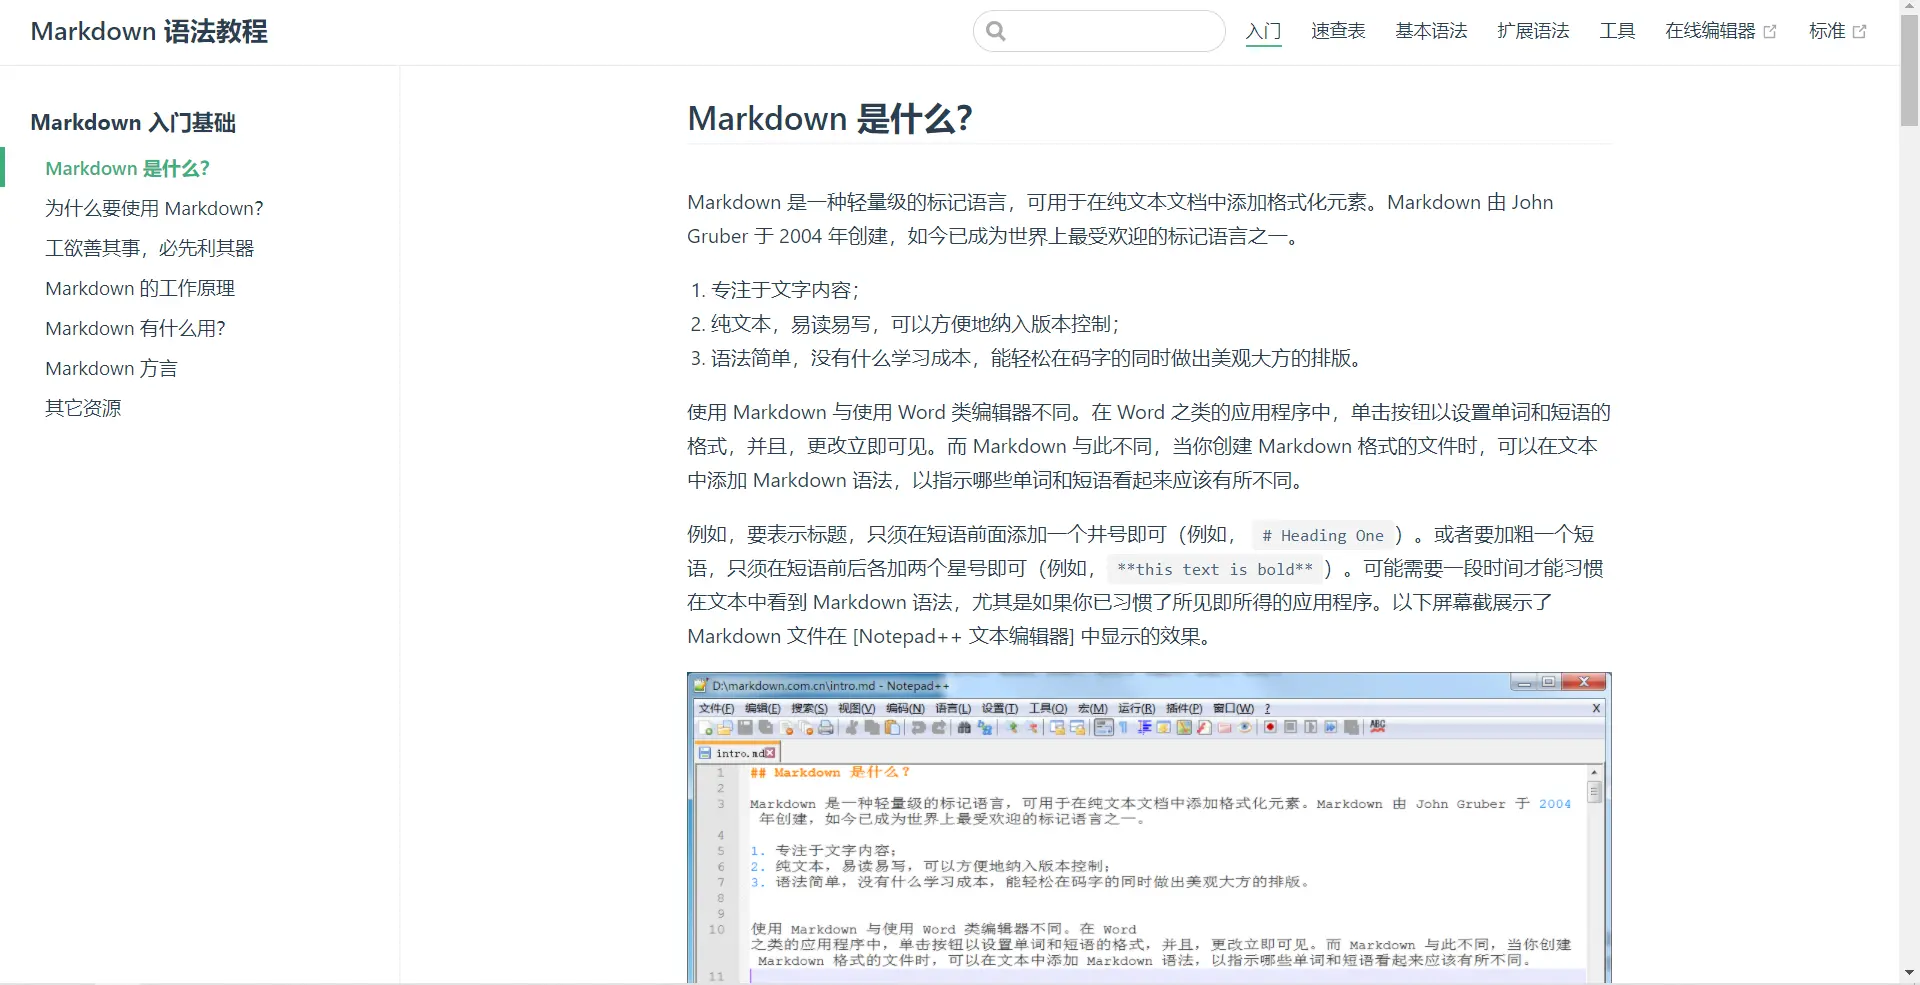 Markdown 语法教程
入门 速查表 基本语法 扩展语法 工具 在线编辑器 标准
Markdown 入门基础
Markdown 是什么？
为什么要使用 Markdown？
工欲善其事，必先利其器
Markdown 的工作原理
Markdown 有什么用？
Markdown 方言
其它资源
Markdown 是什么？
Markdown 是一种轻量级的标记语言，可用于在纯文本文档中添加格式化元素。Markdown 由 John
Gruber 于 2004 年创建，如今已成为世界上最受欢迎的标记语言之一。
1. 专注于文字内容；
2. 纯文本，易读易写，可以方便地纳入版本控制；
3. 语法简单，没有什么学习成本，能轻松在码字的同时做出美观大方的排版。
使用 Markdown 与使用 Word 类编辑器不同。在 Word 之类的应用程序中，单击按钮以设置单词和短语的
格式，并且，更改立即可见。而 Markdown 与此不同，当你创建 Markdown 格式的文件时，可以在文本
中添加 Markdown 语法，以指示哪些单词和短语看起来应该有所不同。
例如，要表示标题，只须在短语前面添加一个井号即可（例如， # Heading One）。或者要加粗一个短
语，只须在短语前后各加两个星号即可（例如， **this text is bold**）。可能需要一段时间才能习惯
在文本中看到 Markdown 语法，尤其是如果你已习惯了所见即所得的应用程序。以下屏幕截展示了
Markdown 文件在 [Notepad++ 文本编辑器] 中显示的效果。
D:\markdown.com.cn\intro.md - Notepad++
文件(F) 编辑(E) 搜索(S) 视图(V) 编码(N) 语言(L) 设置(T) 工具(O) 宏(M) 运行(R) 插件(P) 窗口(W) ? X
ABC
intro.md
1 ## Markdown 是什么？
2
3 Markdown 是一种轻量级的标记语言，可用于在纯文本文档中添加格式化元素。Markdown 由 John Gruber 于 2004
年创建，如今已成为世界上最受欢迎的标记语言之一。
4
5 1. 专注于文字内容；
6 2. 纯文本，易读易写，可以方便地纳入版本控制；
7 3. 语法简单，没有什么学习成本，能轻松在码字的同时做出美观大方的排版。
8
9
10 使用 Markdown 与使用 Word 类编辑器不同。在 Word
之类的应用程序中，单击按钮以设置单词和短语的格式，并且，更改立即可见。而 Markdown 与此不同，当你创建
Markdown 格式的文件时，可以在文本中添加 Markdown 语法，以指示哪些单词和短语看起来应该有所不同。
11